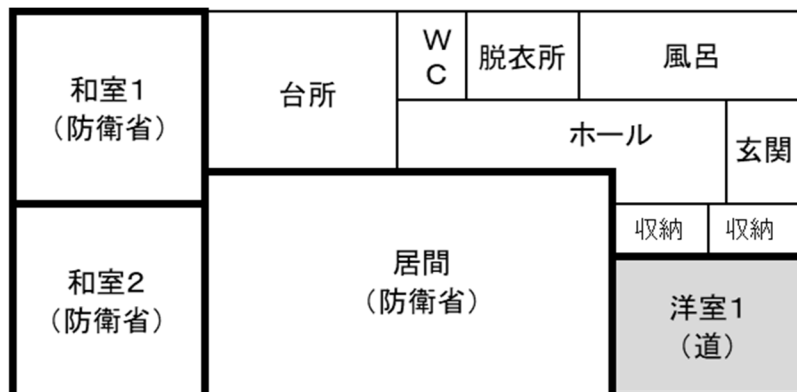 和室1
（防衛省）
台所
WC
脱衣所
風呂
ホール
玄関
収納
収納
和室2
（防衛省）
居間
（防衛省）
洋室1
（道）